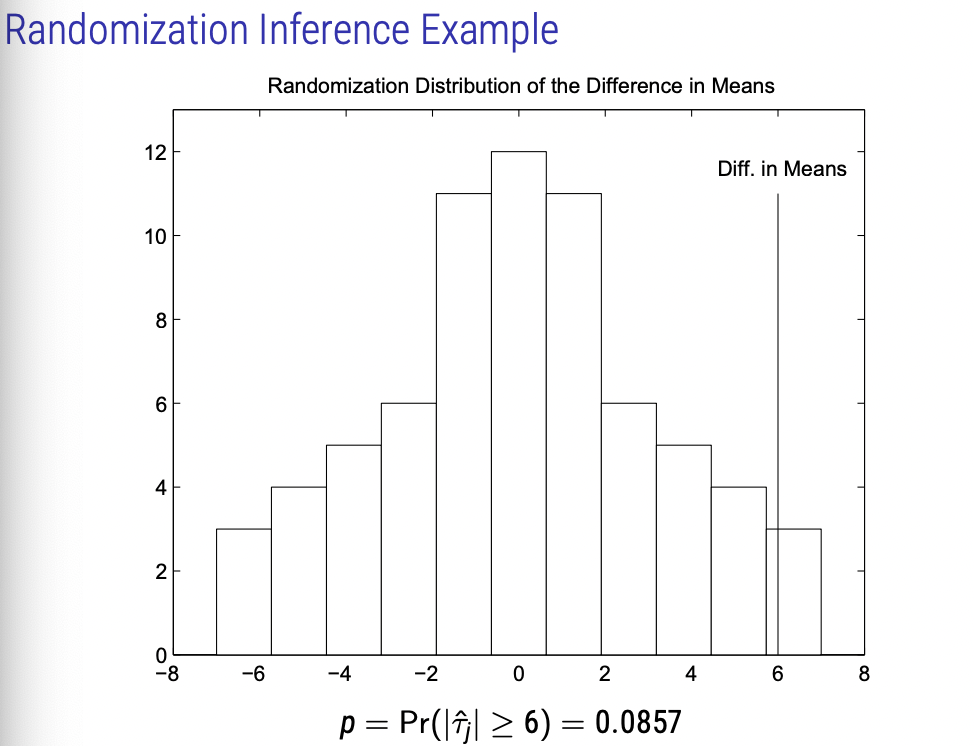 Randomization Inference Example
Randomization Distribution of the Difference in Means
12
Diff. in Means
10
8
6
4
2
0
−8 −6 −4 −2 0 2 4 6 8
p = Pr(|τ̂ⱼ| ≥ 6) = 0.0857